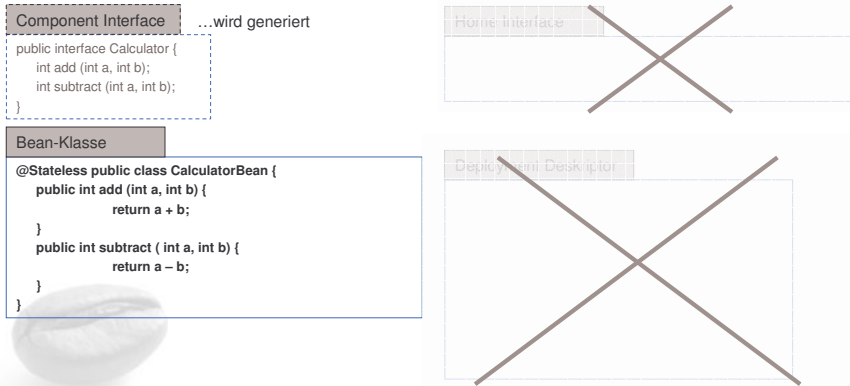 Component Interface …wird generiert
public interface Calculator {
int add (int a, int b);
int subtract (int a, int b);
}
Bean-Klasse
@Stateless public class CalculatorBean {
public int add (int a, int b) {
return a + b;
}
public int subtract ( int a, int b) {
return a – b;
}
}
Home Interface
Deployment Deskriptor